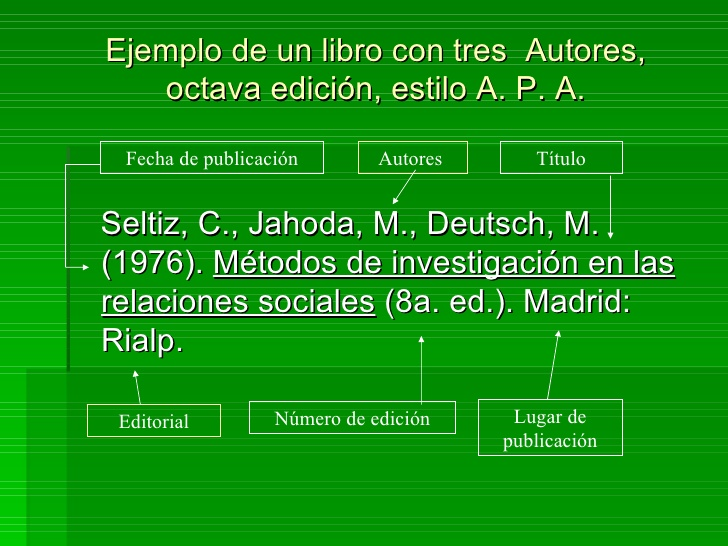 Ejemplo de un libro con tres Autores,
octava edición, estilo A. P. A.
Fecha de publicación
Autores
Título
Seltiz, C., Jahoda, M., Deutsch, M.
(1976). Métodos de investigación en las
relaciones sociales (8a. ed.). Madrid:
Rialp.
Editorial
Número de edición
Lugar de
publicación